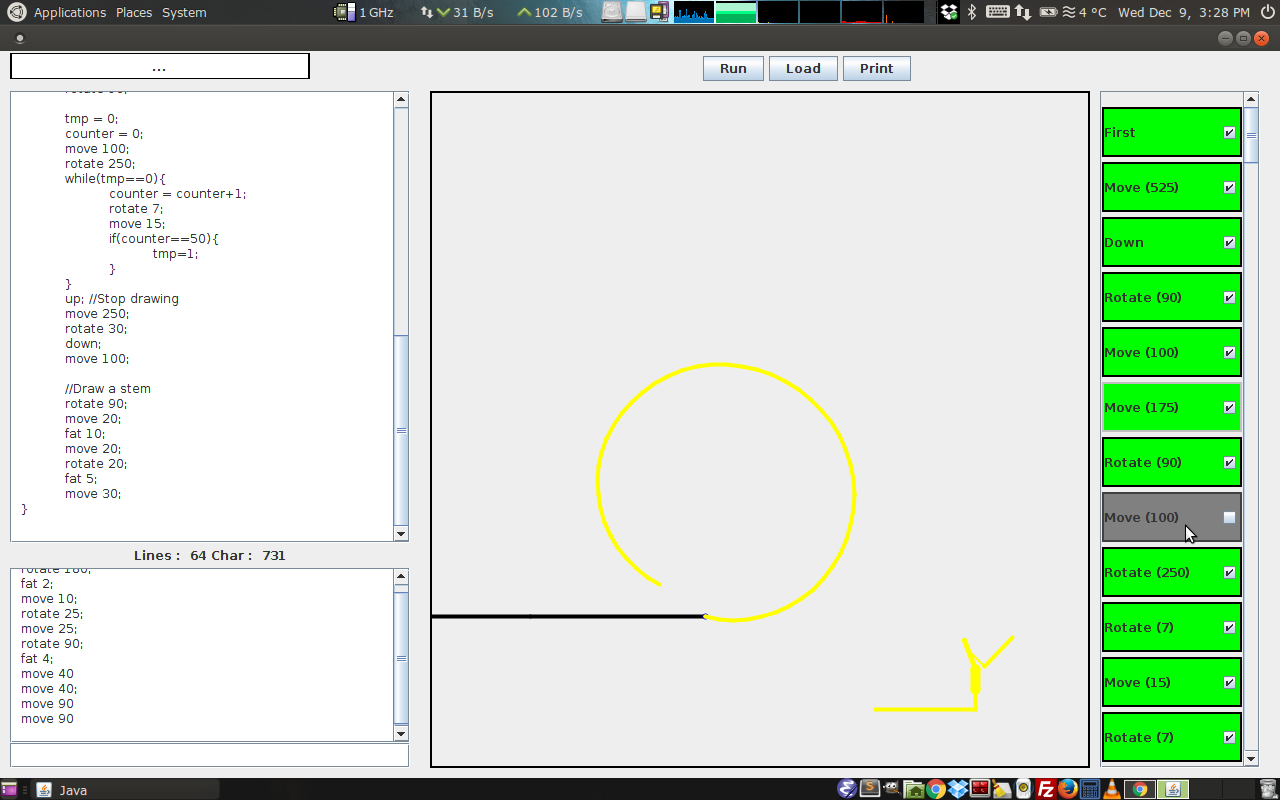 Applications Places System 1 GHz 31 B/s 102 B/s 4 °C Wed Dec 9, 3:28 PM
...
Run Load Print
tmp = 0;
counter = 0;
move 100;
rotate 250;
while(tmp==0){
counter = counter+1;
rotate 7;
move 15;
if(counter==50){
tmp=1;
}
}
up; //Stop drawing
move 250;
rotate 30;
down;
move 100;
//Draw a stem
rotate 90;
move 20;
fat 10;
move 20;
rotate 20;
fat 5;
move 30;
}
Lines : 64 Char : 731
rotate 180;
fat 2;
move 10;
rotate 25;
move 25;
rotate 90;
fat 4;
move 40
move 40;
move 90
move 90
First
Move (525)
Down
Rotate (90)
Move (100)
Move (175)
Rotate (90)
Move (100)
Rotate (250)
Rotate (7)
Move (15)
Rotate (7)
Java